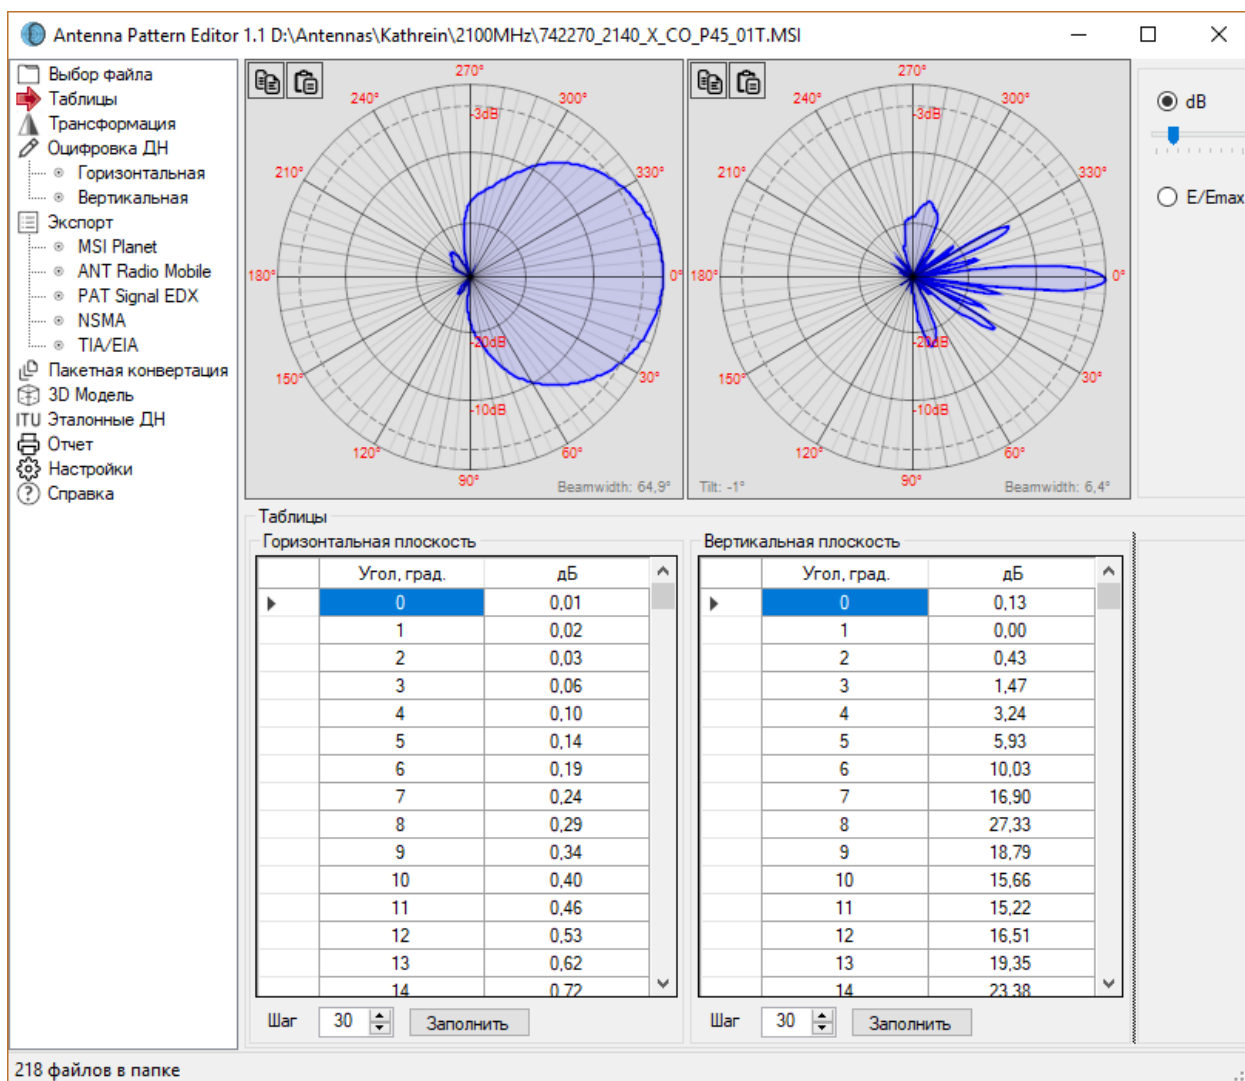 Antenna Pattern Editor 1.1 D:\Antennas\Kathrein\2100MHz\742270_2140_X_CO_P45_01T.MSI
Выбор файла
Таблицы
Трансформация
Оцифровка ДН
Горизонтальная
Вертикальная
Экспорт
MSI Planet
ANT Radio Mobile
PAT Signal EDX
NSMA
TIA/EIA
Пакетная конвертация
3D Модель
ITU Эталонные ДН
Отчет
Настройки
? Справка
270°
240° 300°
-3dB
210° 330°
180° 0°
-20dB
150° 30°
-10dB
120° 60°
90°
Beamwidth: 64,9°
270°
240° 300°
-3dB
210° 330°
180° 0°
-20dB
150° 30°
-10dB
120° 60°
90°
Tilt: -1° Beamwidth: 6,4°
dB
E/Emax
Таблицы
Горизонтальная плоскость
Угол, град. дБ
0 0,01
1 0,02
2 0,03
3 0,06
4 0,10
5 0,14
6 0,19
7 0,24
8 0,29
9 0,34
10 0,40
11 0,46
12 0,53
13 0,62
14 0,72
Шаг 30 Заполнить
Вертикальная плоскость
Угол, град. дБ
0 0,13
1 0,00
2 0,43
3 1,47
4 3,24
5 5,93
6 10,03
7 16,90
8 27,33
9 18,79
10 15,66
11 15,22
12 16,51
13 19,35
14 23,38
Шаг 30 Заполнить
218 файлов в папке